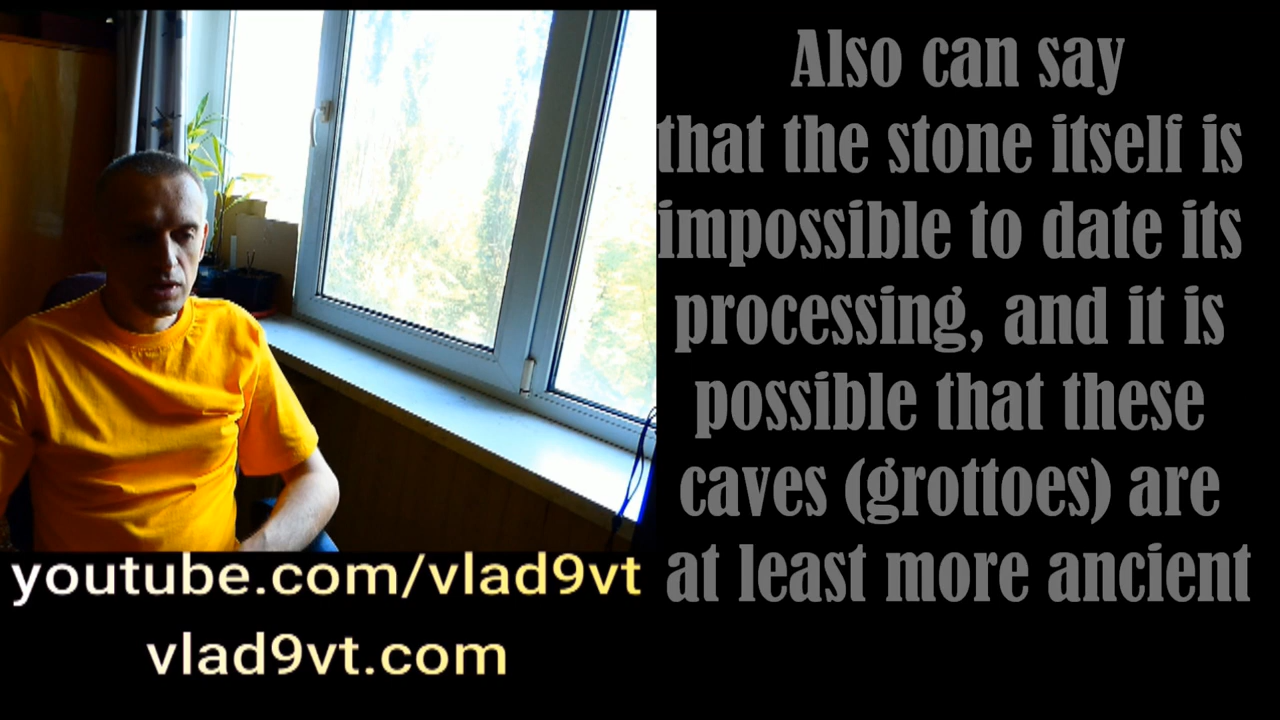 Also can say
that the stone itself is
impossible to date its
processing, and it is
possible that these
caves (grottoes) are
at least more ancient
youtube.com/vlad9vt
vlad9vt.com